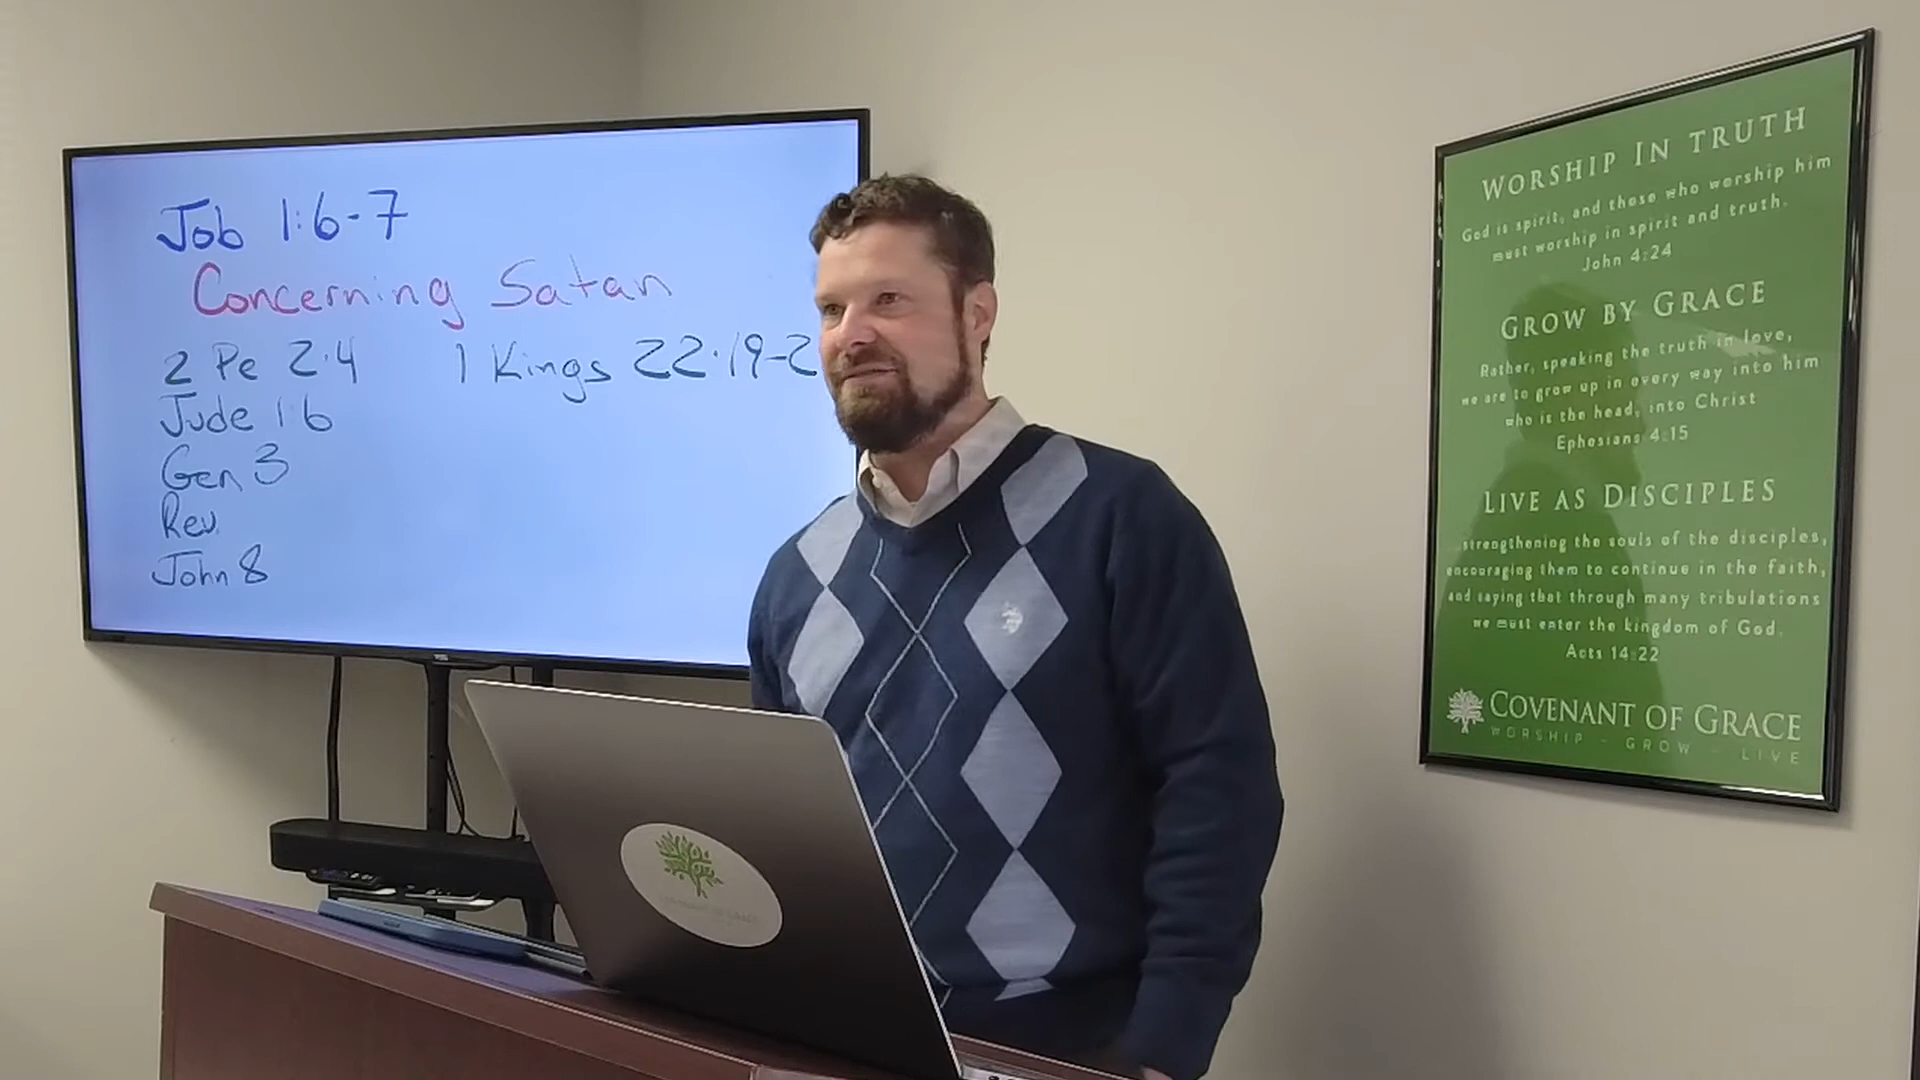 Job 1:6-7
Concerning Satan
2 Pe 2:4
1 Kings 22:19-2
Jude 1:6
Gen 3
Rev.
John 8
WORSHIP IN TRUTH
God is spirit, and those who worship him
must worship in spirit and truth.
John 4:24
GROW BY GRACE
Rather, speaking the truth in love,
we are to grow up in every way into him
who is the head, into Christ
Ephesians 4:15
LIVE AS DISCIPLES
strengthening the souls of the disciples,
encouraging them to continue in the faith,
and saying that through many tribulations
we must enter the kingdom of God.
Acts 14:22
COVENANT OF GRACE
WORSHIP - GROW - LIVE
COVENANT OF GRACE